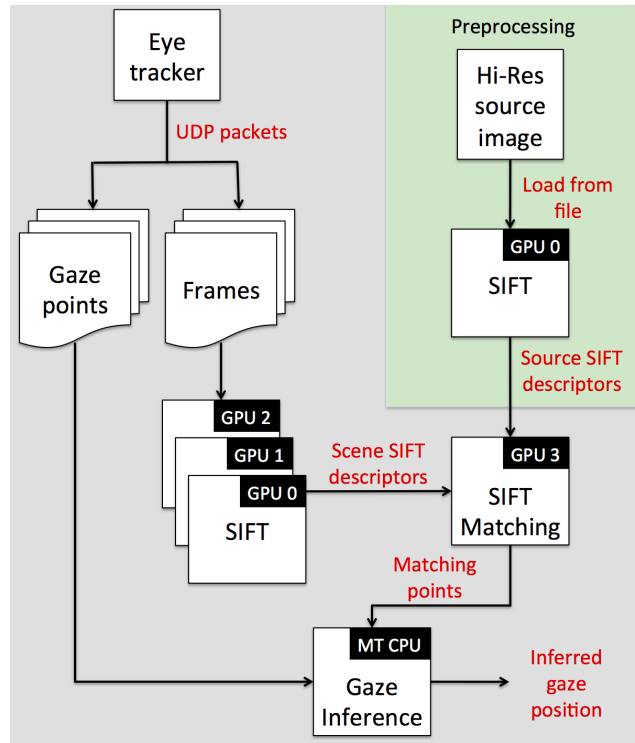 Eye
tracker
UDP packets
Gaze
points
Frames
GPU 2
GPU 1
GPU 0
SIFT
Scene SIFT
descriptors
Preprocessing
Hi-Res
source
image
Load from
file
GPU 0
SIFT
Source SIFT
descriptors
GPU 3
SIFT
Matching
Matching
points
MT CPU
Gaze
Inference
Inferred
gaze
position